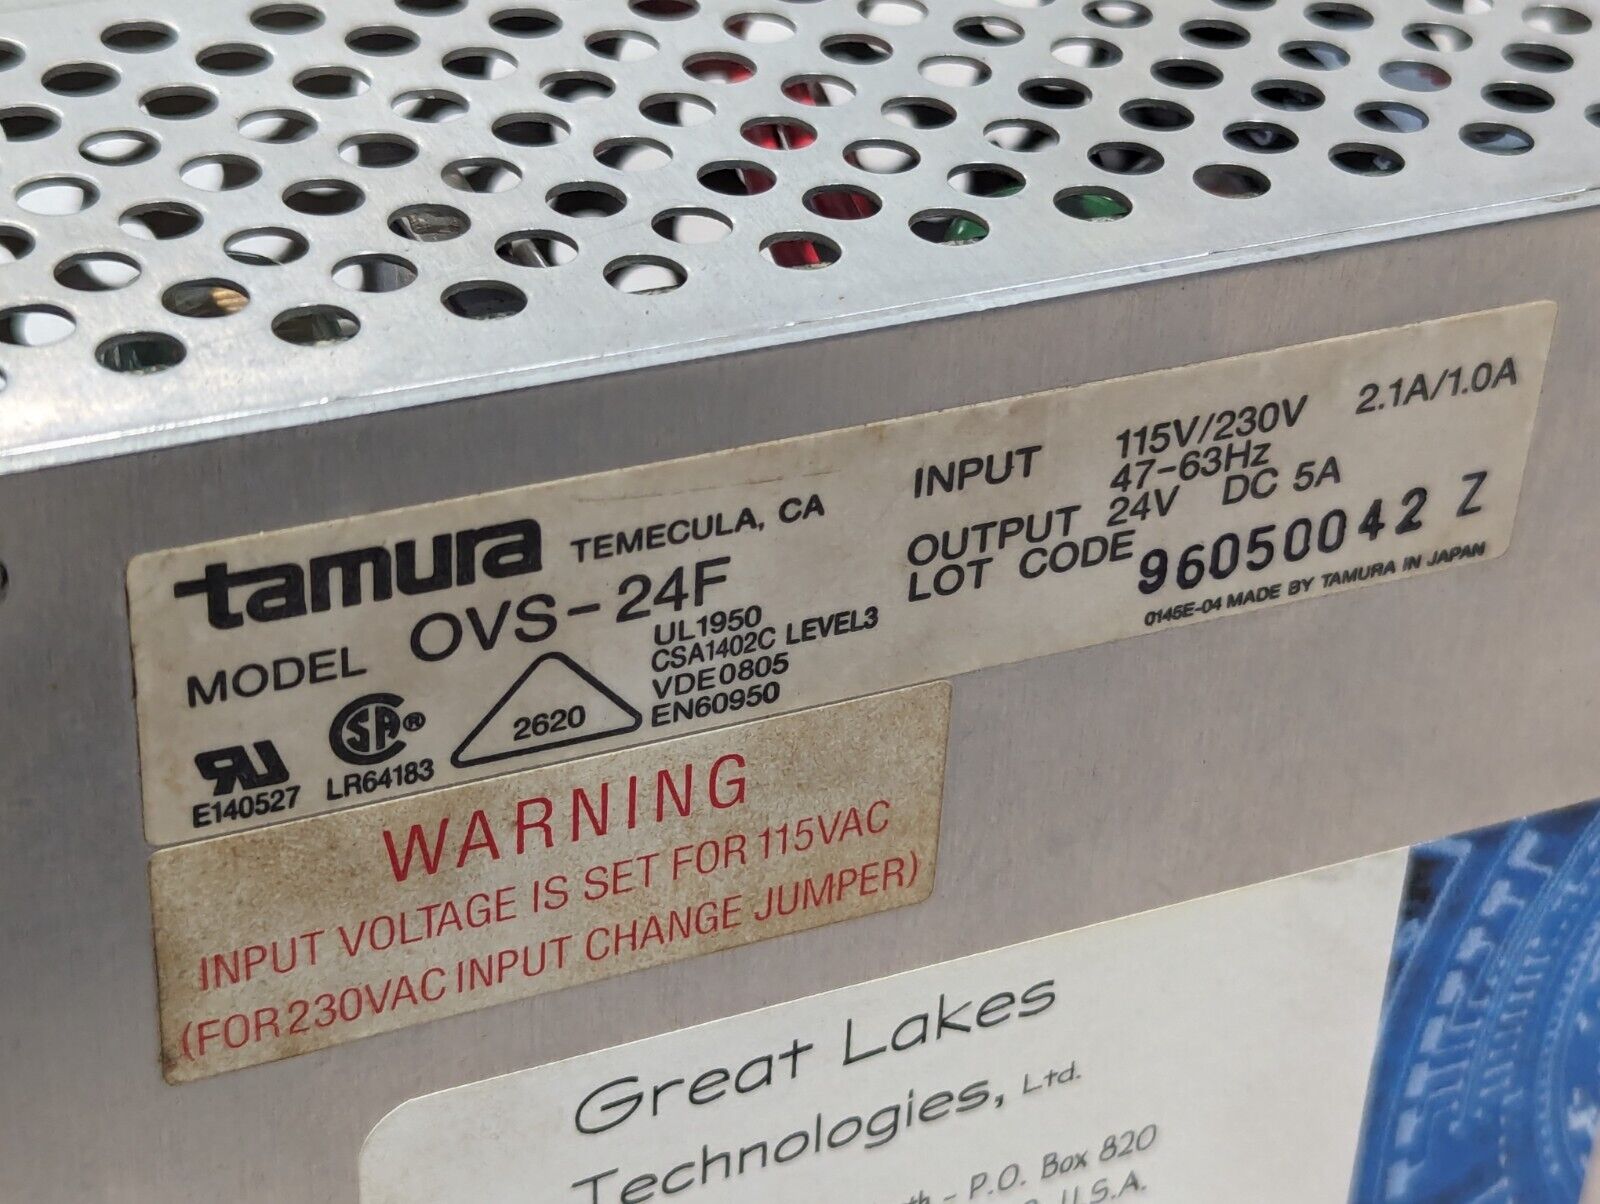 tamura TEMECULA, CA
MODEL OVS-24F
UL1950
CSA1402C LEVEL3
VDE0805
EN60950
2620
E140527
SA®
LR64183
INPUT 115V/230V 2.1A/1.0A
47-63Hz
OUTPUT 24V DC 5A
LOT CODE 96050042 Z
0145E-04 MADE BY TAMURA IN JAPAN
WARNING
INPUT VOLTAGE IS SET FOR 115VAC
(FOR 230VAC INPUT CHANGE JUMPER)
Great Lakes
Technologies, Ltd.
- P.O. Box 820
U.S.A.